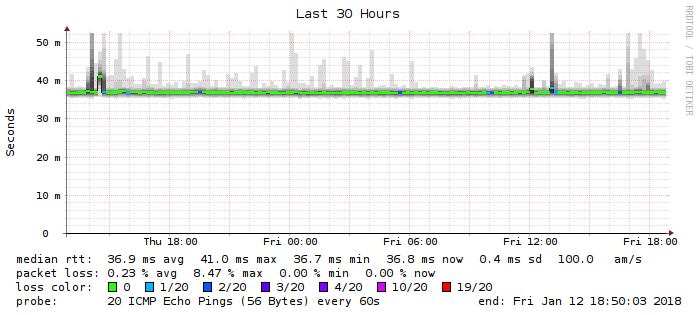 Last 30 Hours
RRDTOOL / TOBI OETIKER
Seconds
50 m
40 m
30 m
20 m
10 m
0
Thu 18:00 Fri 00:00 Fri 06:00 Fri 12:00 Fri 18:00
median rtt: 36.9 ms avg 41.0 ms max 36.7 ms min 36.8 ms now 0.4 ms sd 100.0 am/s
packet loss: 0.23 % avg 8.47 % max 0.00 % min 0.00 % now
loss color: 0 1/20 2/20 3/20 4/20 10/20 19/20
probe: 20 ICMP Echo Pings (56 Bytes) every 60s end: Fri Jan 12 18:50:03 2018